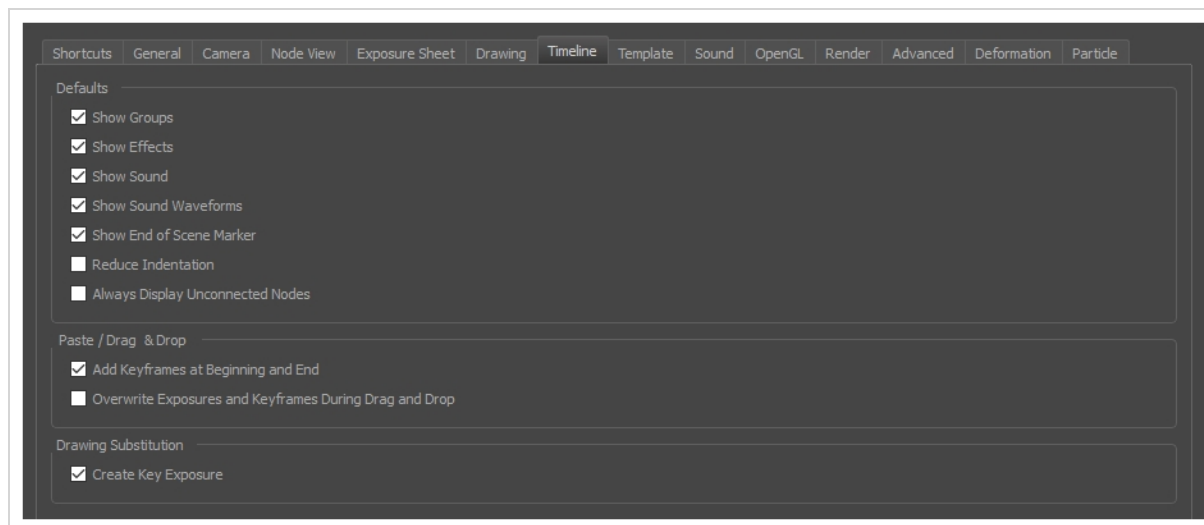 Shortcuts General Camera Node View Exposure Sheet Drawing Timeline Template Sound OpenGL Render Advanced Deformation Particle
Defaults
Show Groups
Show Effects
Show Sound
Show Sound Waveforms
Show End of Scene Marker
Reduce Indentation
Always Display Unconnected Nodes
Paste / Drag & Drop
Add Keyframes at Beginning and End
Overwrite Exposures and Keyframes During Drag and Drop
Drawing Substitution
Create Key Exposure